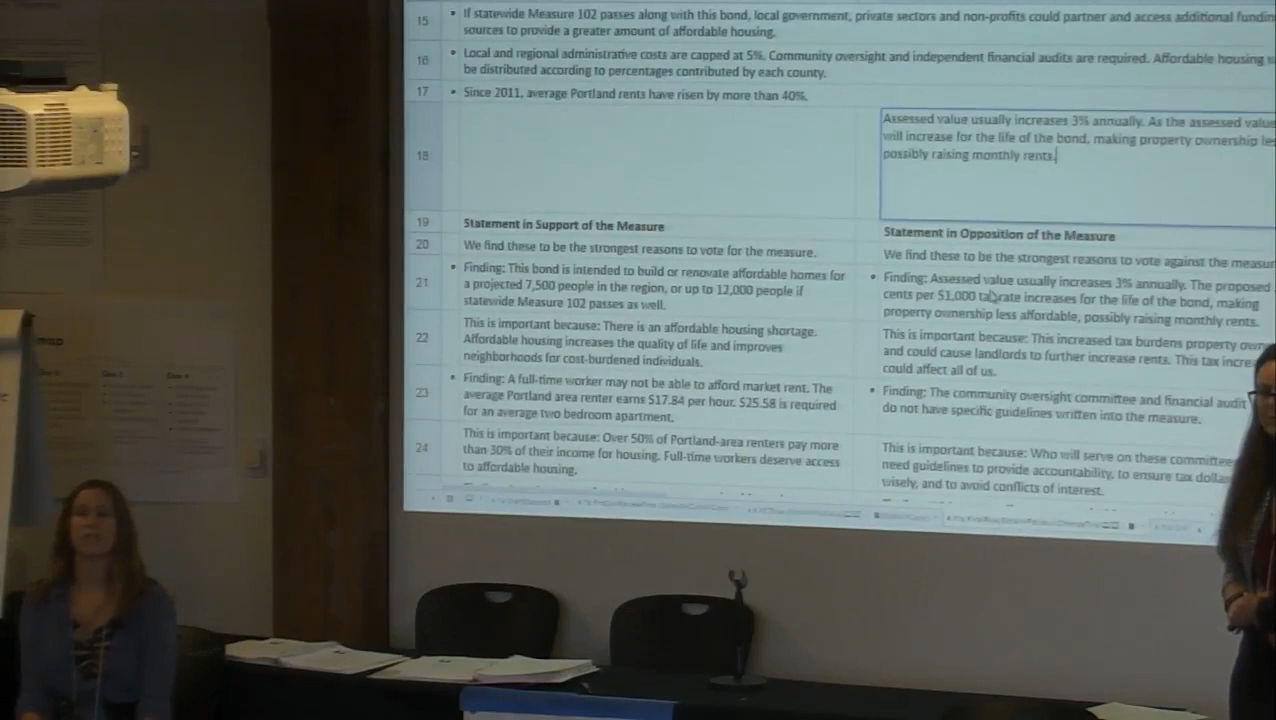 15
If statewide Measure 102 passes along with this bond, local government, private sectors and non-profits could partner and access additional fundin
sources to provide a greater amount of affordable housing.
16
Local and regional administrative costs are capped at 5%. Community oversight and independent financial audits are required. Affordable housing w
be distributed according to percentages contributed by each county.
17
Since 2011, average Portland rents have risen by more than 40%.
18
Assessed value usually increases 3% annually. As the assessed value
will increase for the life of the bond, making property ownership les
possibly raising monthly rents.
19
Statement in Support of the Measure
20
We find these to be the strongest reasons to vote for the measure.
21
Finding: This bond is intended to build or renovate affordable homes for
a projected 7,500 people in the region, or up to 12,000 people if
statewide Measure 102 passes as well.
22
This is important because: There is an affordable housing shortage.
Affordable housing increases the quality of life and improves
neighborhoods for cost-burdened individuals.
23
Finding: A full-time worker may not be able to afford market rent. The
average Portland area renter earns $17.84 per hour. $25.58 is required
for an average two bedroom apartment.
24
This is important because: Over 50% of Portland-area renters pay more
than 30% of their income for housing. Full-time workers deserve access
to affordable housing.
Statement in Opposition of the Measure
We find these to be the strongest reasons to vote against the measur
Finding: Assessed value usually increases 3% annually. The proposed
cents per $1,000 rate increases for the life of the bond, making
property ownership less affordable, possibly raising monthly rents.
This is important because: This increased tax burdens property own
and could cause landlords to further increase rents. This tax incre
could affect all of us.
Finding: The community oversight committee and financial audit
do not have specific guidelines written into the measure.
This is important because: Who will serve on these committee
need guidelines to provide accountability, to ensure tax dolla
wisely, and to avoid conflicts of interest.